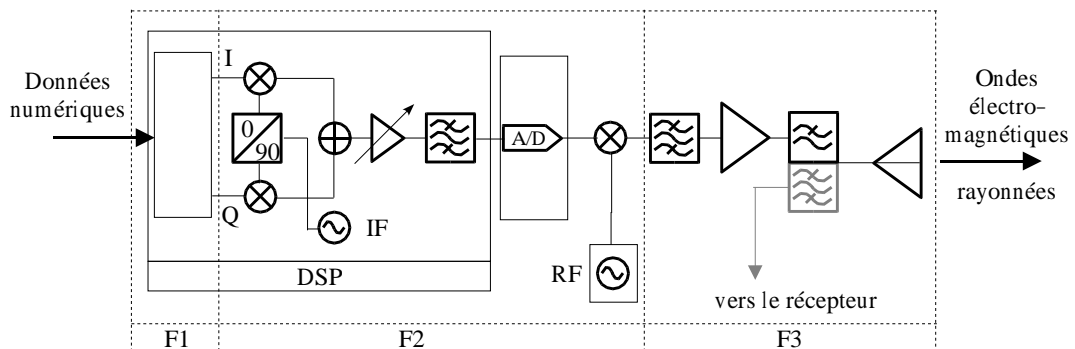 Données
numériques
I
0
90
Q
IF
DSP
A/D
RF
vers le récepteur
Ondes
électro-
magnétiques
rayonnées
F1
F2
F3